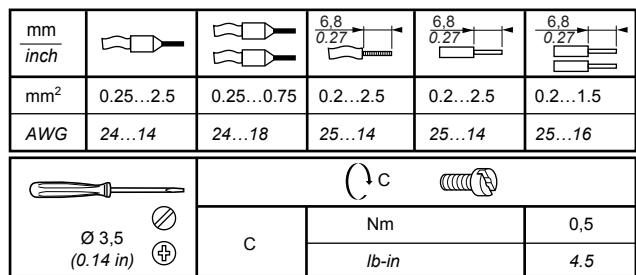 mm
inch
6,8
0.27
6,8
0.27
6,8
0.27
mm² 0.25...2.5 0.25...0.75 0.2...2.5 0.2...2.5 0.2...1.5
AWG 24...14 24...18 25...14 25...14 25...16
C
Ø 3,5
(0.14 in)
C
Nm 0,5
lb-in 4.5